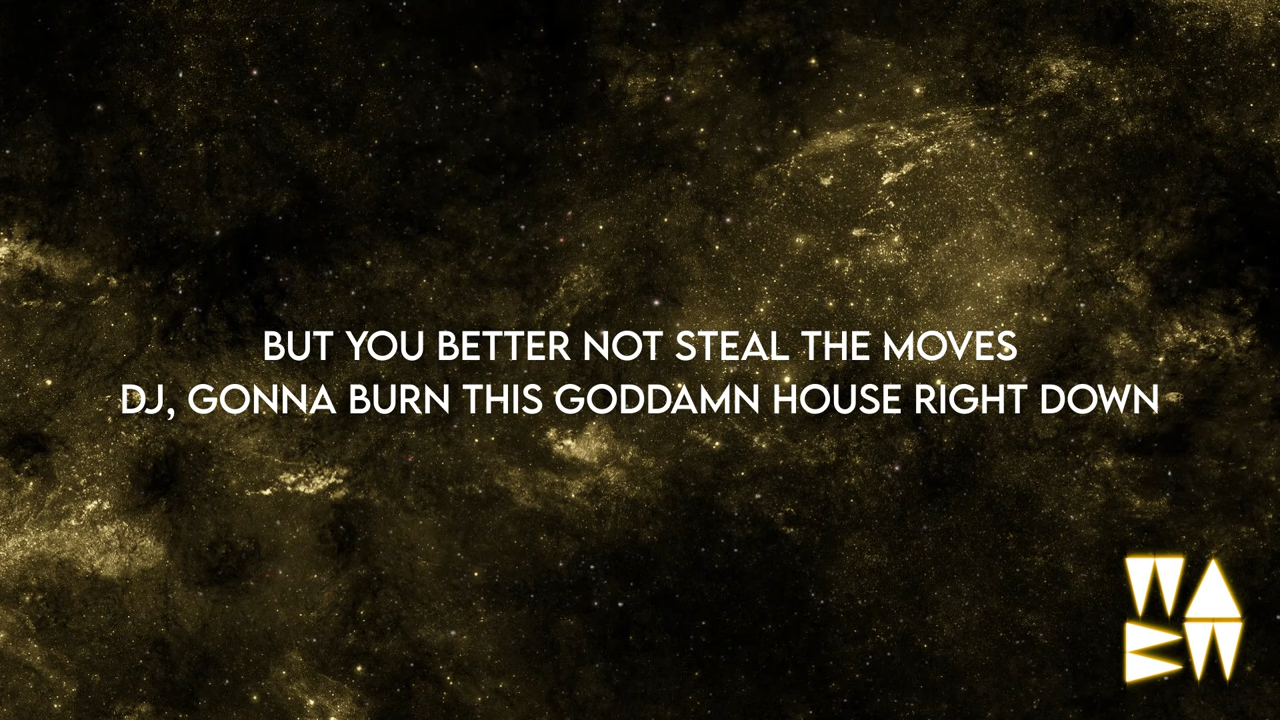 BUT YOU BETTER NOT STEAL THE MOVES
DJ, GONNA BURN THIS GODDAMN HOUSE RIGHT DOWN